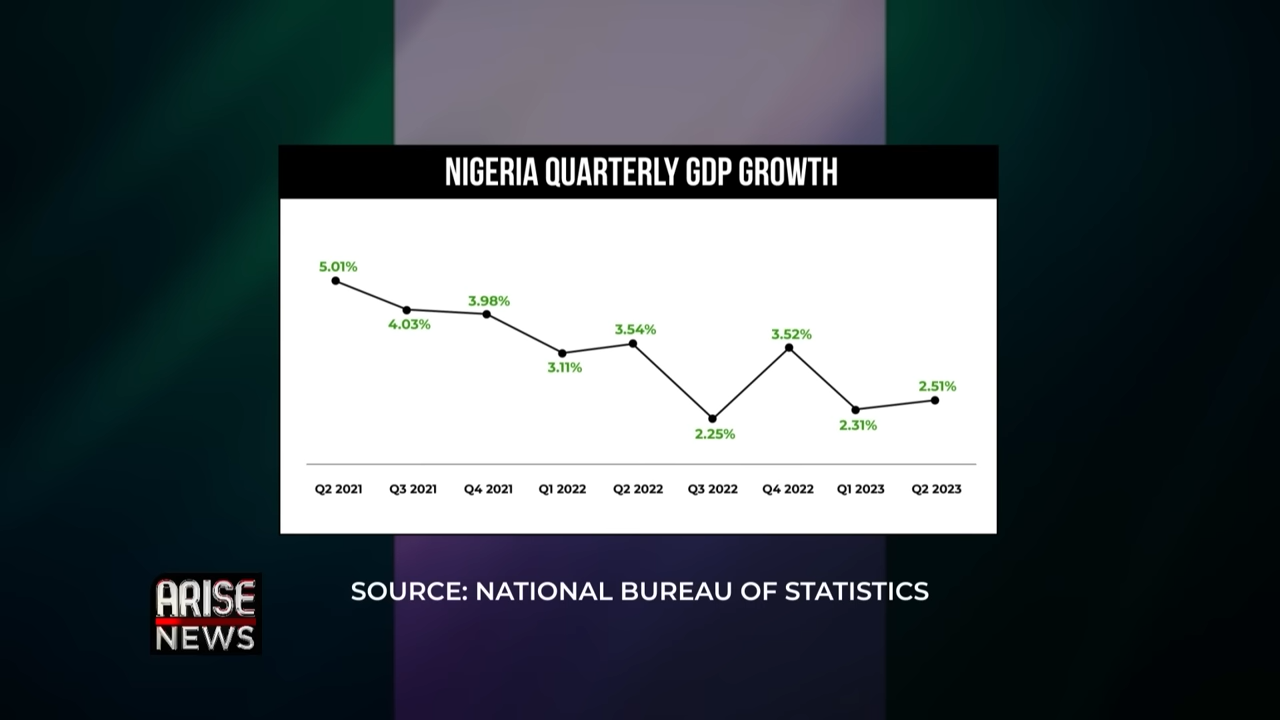 NIGERIA QUARTERLY GDP GROWTH
5.01%
4.03%
3.98%
3.11%
3.54%
2.25%
3.52%
2.31%
2.51%
Q2 2021 Q3 2021 Q4 2021 Q1 2022 Q2 2022 Q3 2022 Q4 2022 Q1 2023 Q2 2023
SOURCE: NATIONAL BUREAU OF STATISTICS
ARISE
NEWS